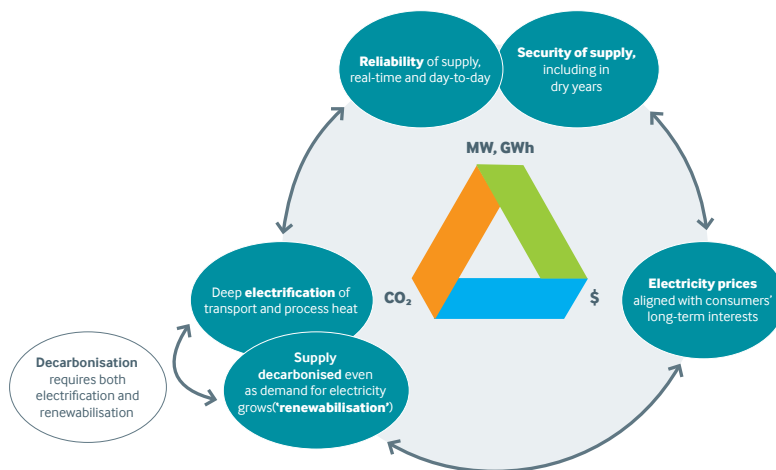 Reliability of supply,
real-time and day-to-day
Security of supply,
including in
dry years
MW, GWh
CO₂
$
Electricity prices
aligned with consumers'
long-term interests
Deep electrification of
transport and process heat
Supply
decarbonised even
as demand for electricity
grows('renewabilisation')
Decarbonisation
requires both
electrification and
renewabilisation